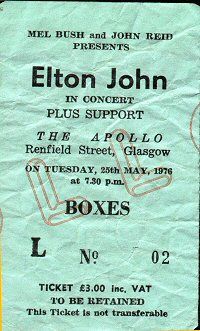 MEL BUSH AND JOHN REID
PRESENTS
Elton John
IN CONCERT
PLUS SUPPORT
THE APOLLO
Renfield Street, Glasgow
ON TUESDAY, 25th MAY, 1976
at 7.30 p.m.
BOXES
L No 02
TICKET £3.00 inc. VAT
TO BE RETAINED
This Ticket is not transferable